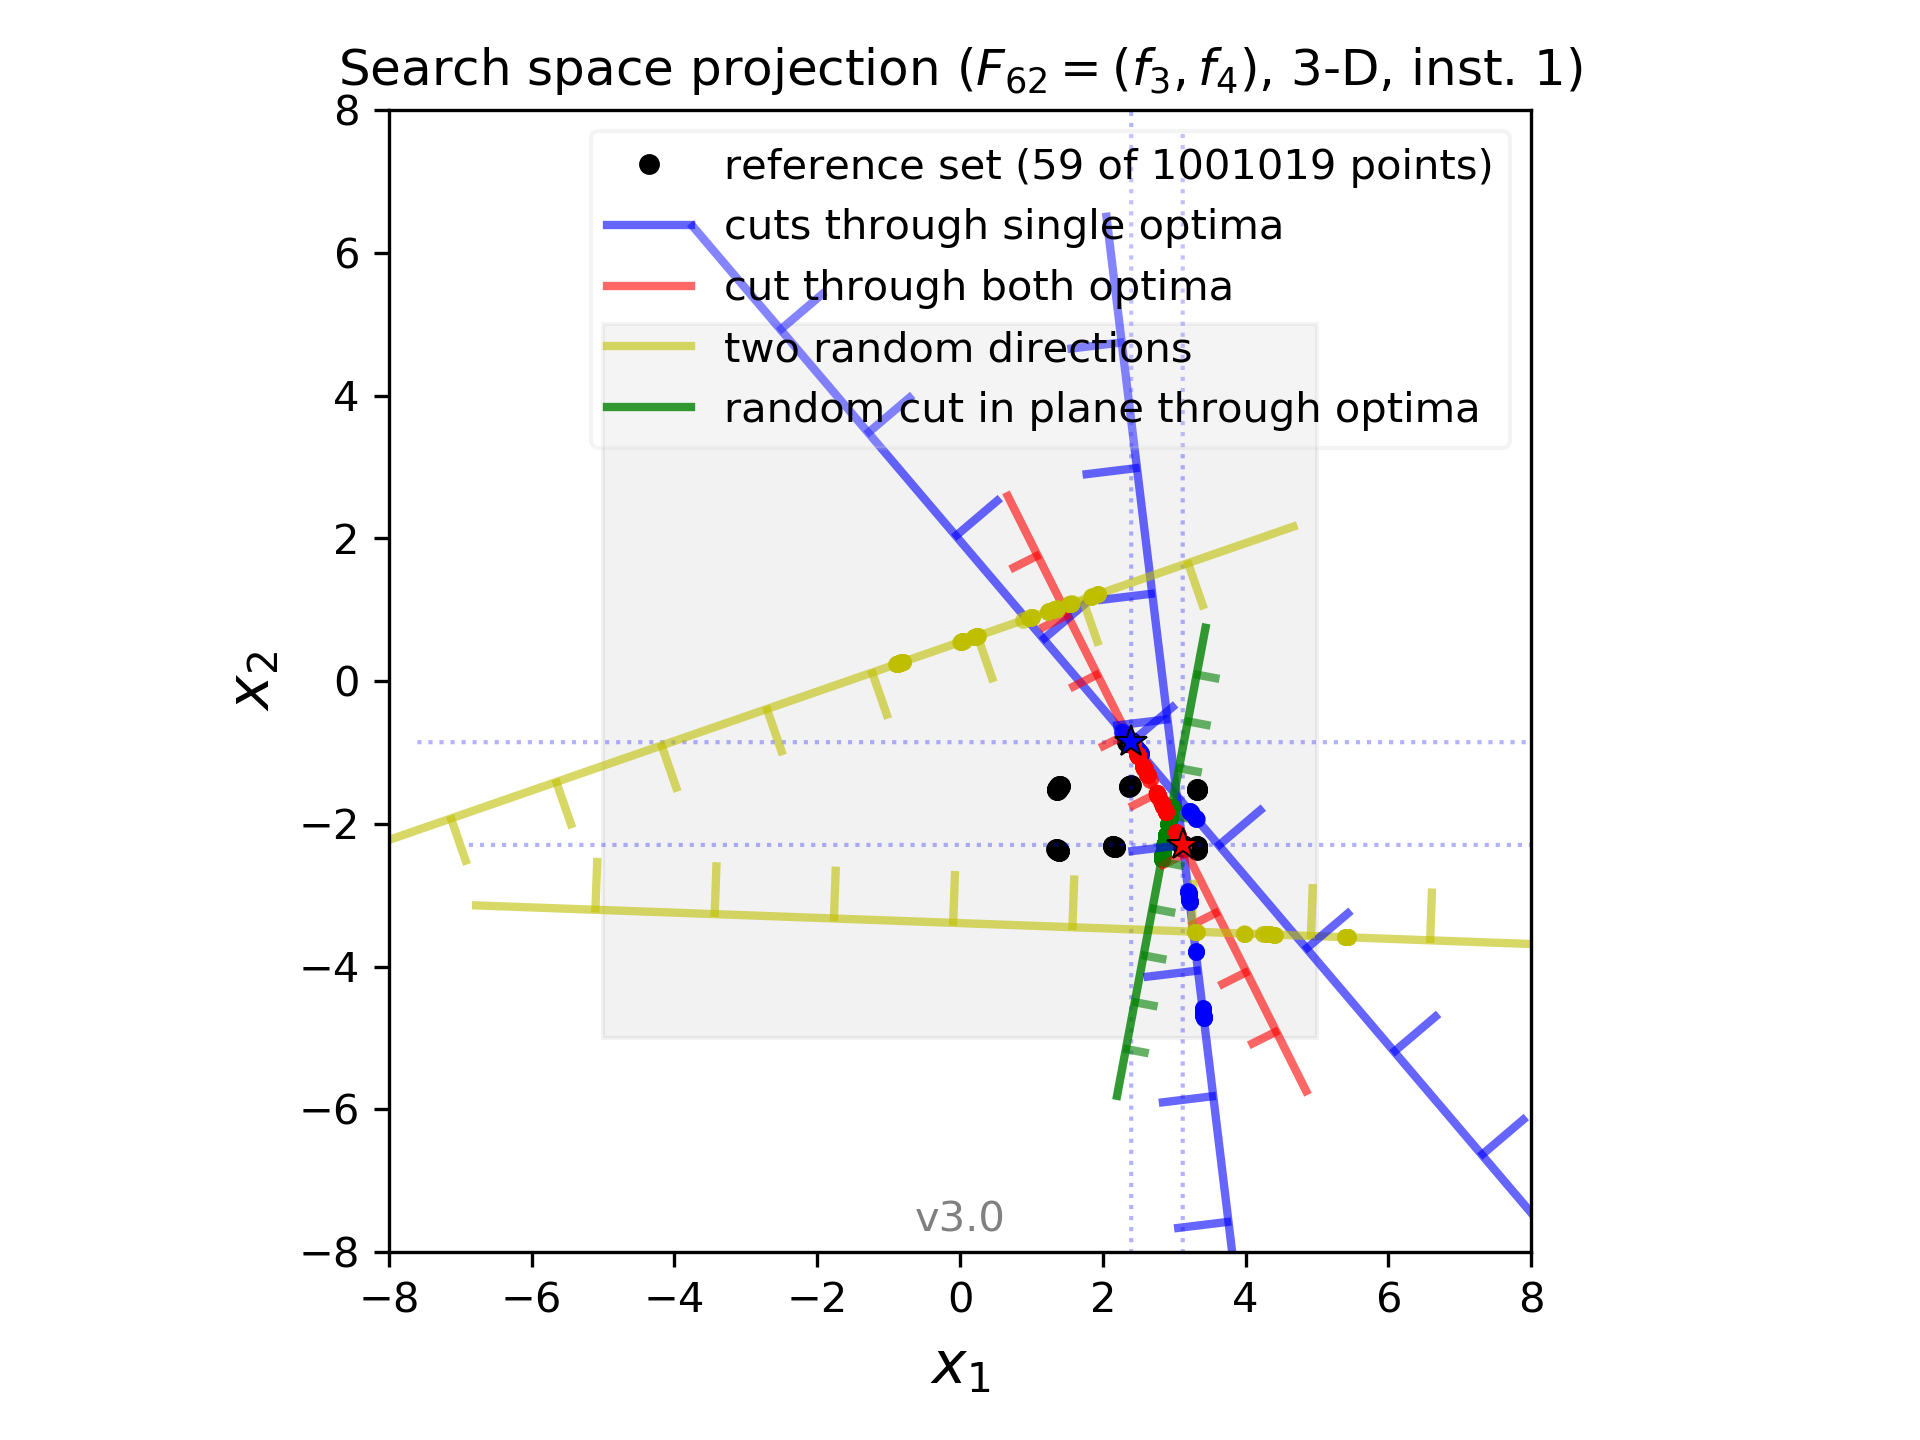 Search space projection (F₆₂ = (f₃, f₄), 3-D, inst. 1)
reference set (59 of 1001019 points)
cuts through single optima
cut through both optima
two random directions
random cut in plane through optima
8
6
4
2
0
−2
−4
−6
−8
x₂
v3.0
−8 −6 −4 −2 0 2 4 6 8
x₁